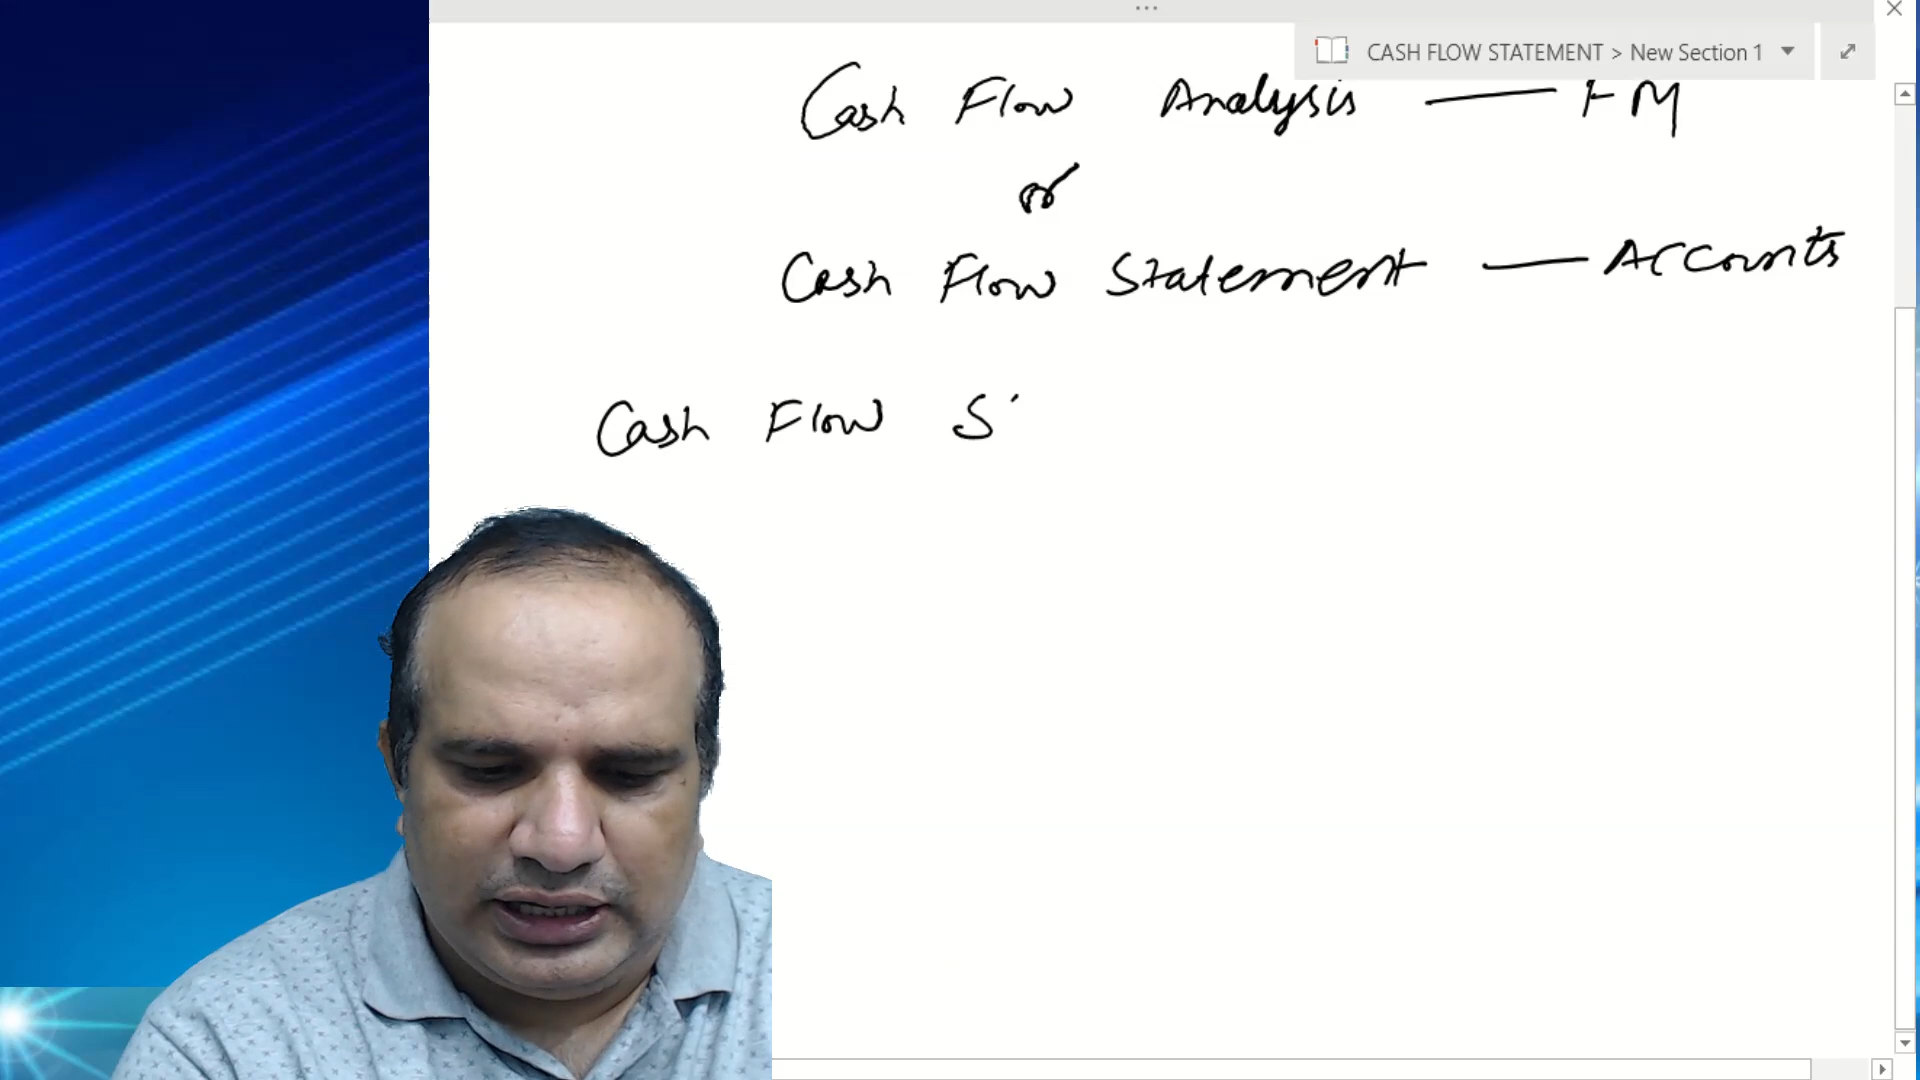 CASH FLOW STATEMENT > New Section 1
Cash Flow Analysis — FM
or
Cash Flow Statement — Accounts
Cash Flow S